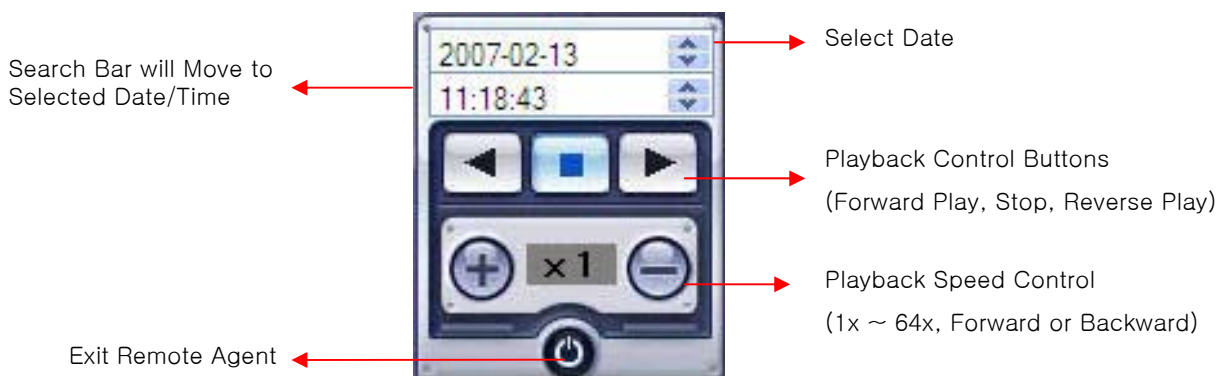 2007-02-13
Select Date
Search Bar will Move to
Selected Date/Time
11:18:43
Playback Control Buttons
(Forward Play, Stop, Reverse Play)
x 1
Playback Speed Control
(1x ~ 64x, Forward or Backward)
Exit Remote Agent